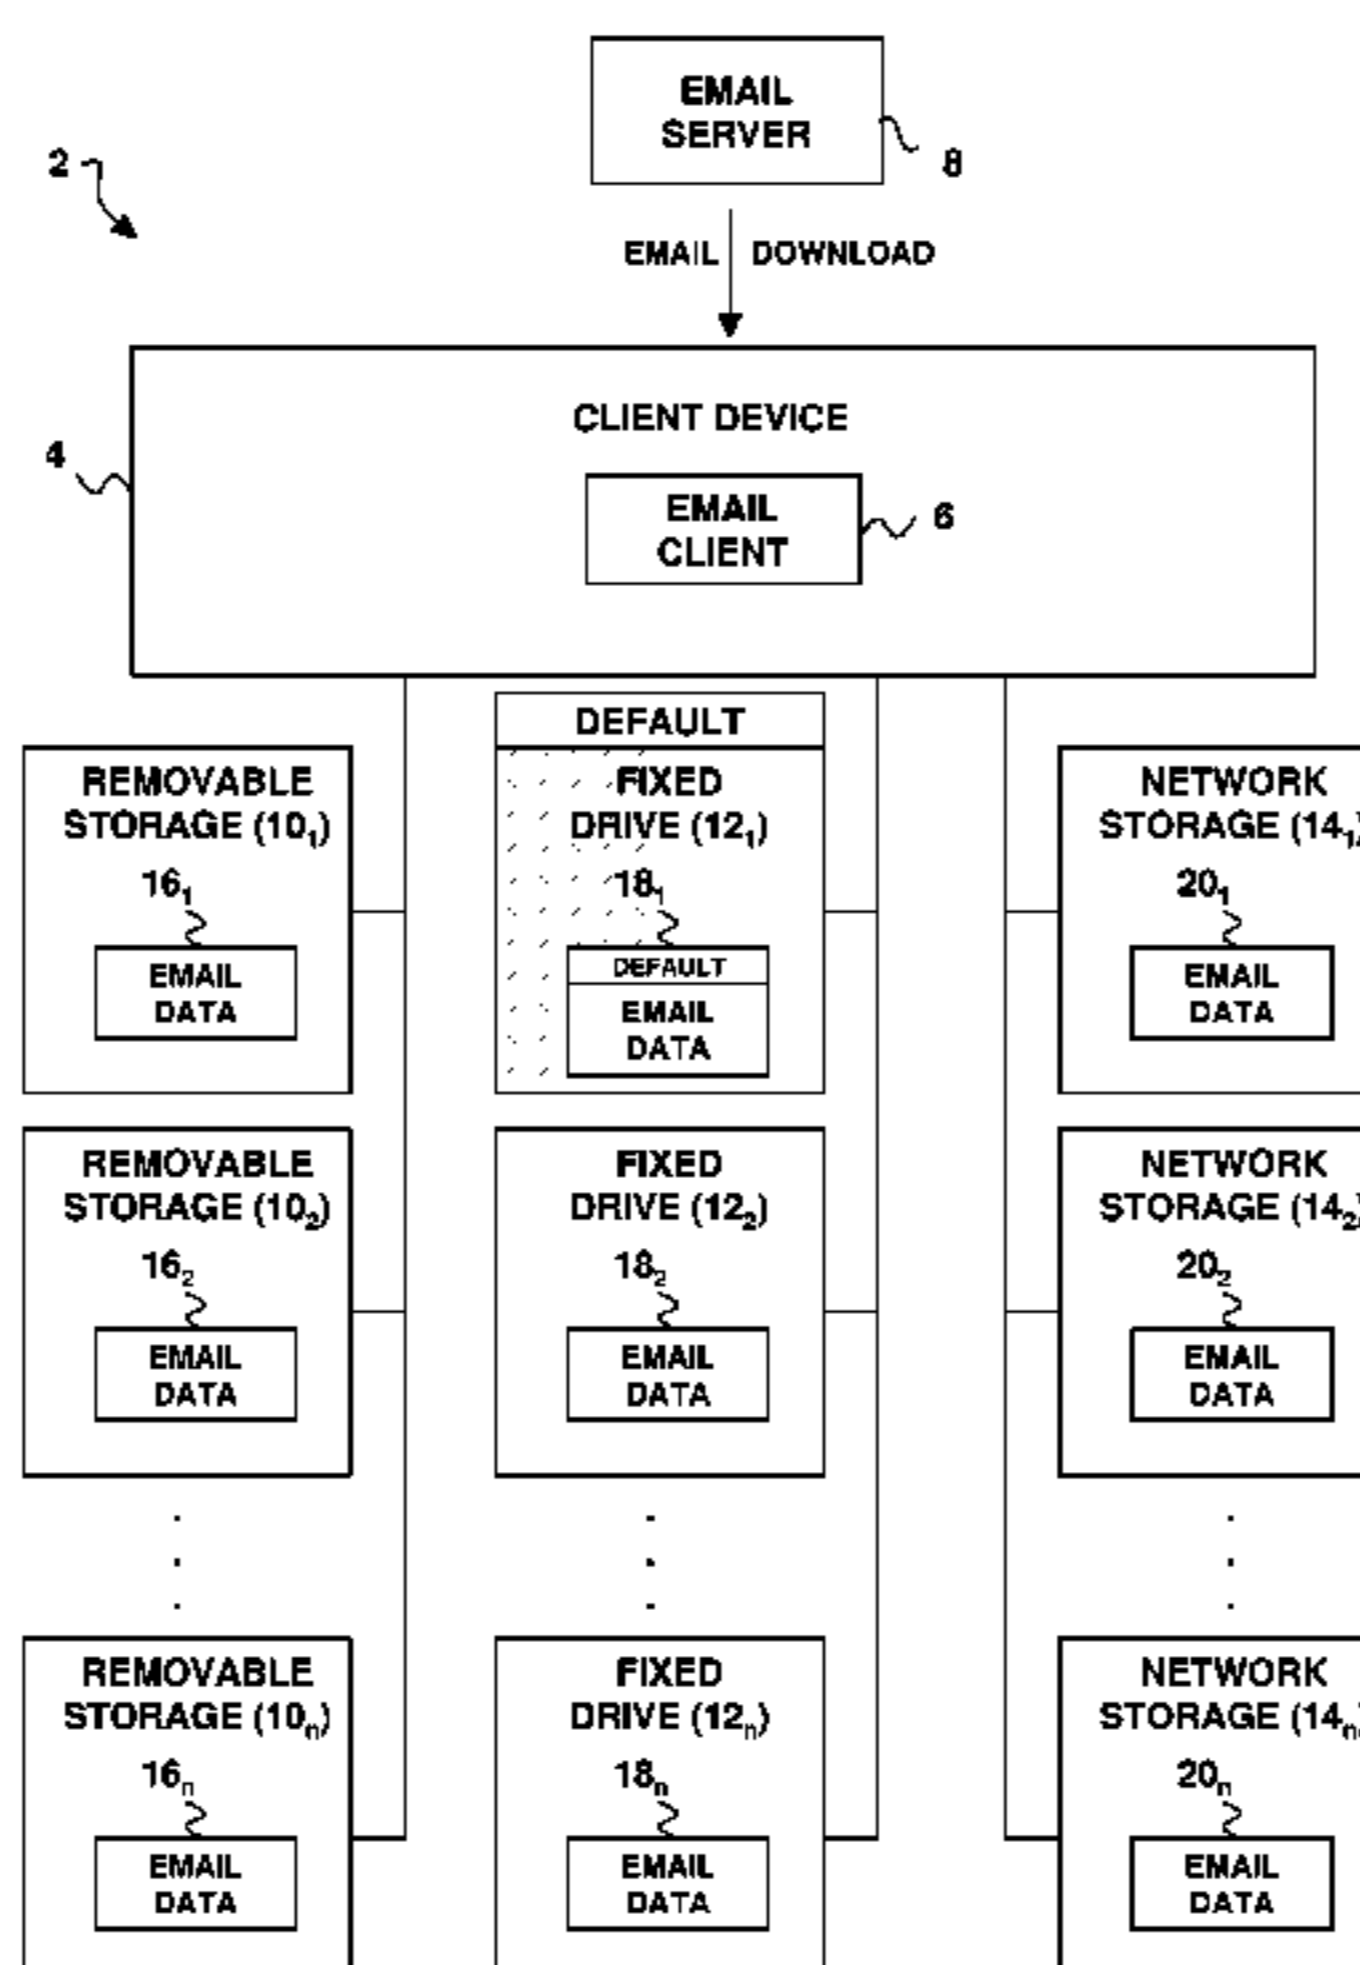 EMAIL
SERVER
8
2
EMAIL DOWNLOAD
CLIENT DEVICE
4
EMAIL
CLIENT
6
DEFAULT
REMOVABLE
STORAGE (10₁)
16₁
EMAIL
DATA
FIXED
DRIVE (12₁)
18₁
DEFAULT
EMAIL
DATA
NETWORK
STORAGE (14₁)
20₁
EMAIL
DATA
REMOVABLE
STORAGE (10₂)
16₂
EMAIL
DATA
FIXED
DRIVE (12₂)
18₂
EMAIL
DATA
NETWORK
STORAGE (14₂)
20₂
EMAIL
DATA
REMOVABLE
STORAGE (10ₙ)
16ₙ
EMAIL
DATA
FIXED
DRIVE (12ₙ)
18ₙ
EMAIL
DATA
NETWORK
STORAGE (14ₙ)
20ₙ
EMAIL
DATA